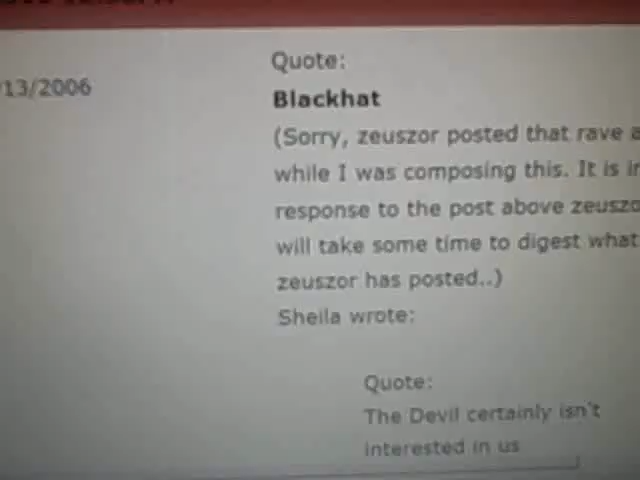 13/2006
Quote:
Blackhat
(Sorry, zeuszor posted that rave
while I was composing this. It is
response to the post above
will take some time to digest what
zeuszor has posted..)
Sheila wrote:
Quote:
The Devil certainly isn't
interested in us